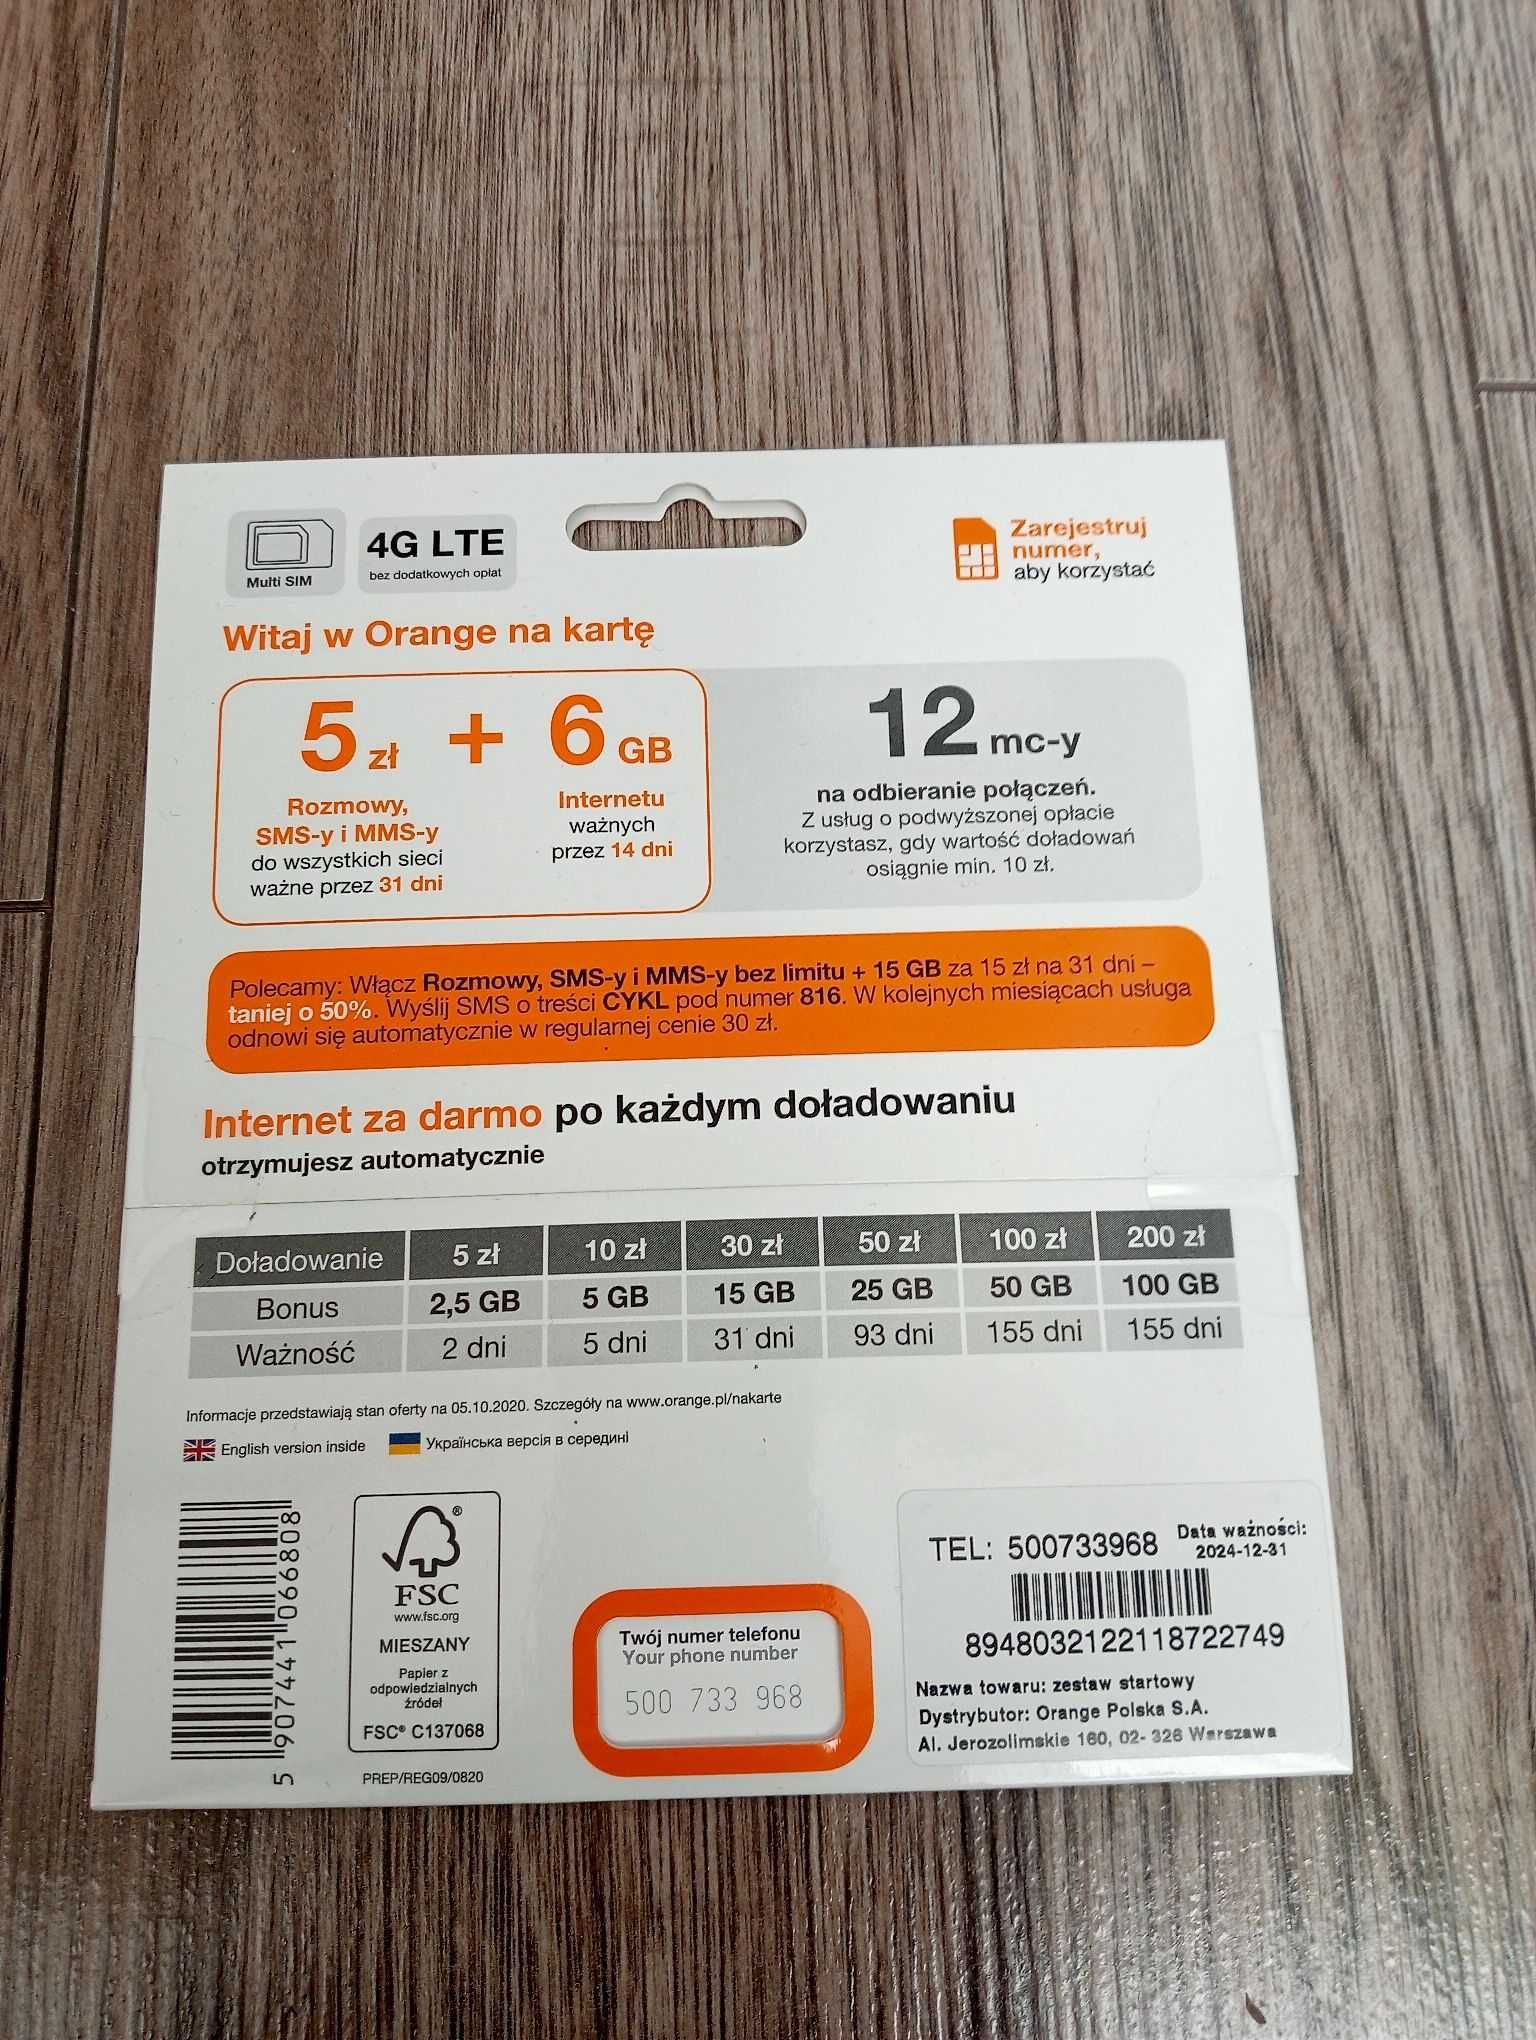 Multi SIM
4G LTE
bez dodatkowych opłat
Zarejestruj
numer,
aby korzystać
Witaj w Orange na kartę
5 zł + 6 GB
Rozmowy,
SMS-y i MMS-y
do wszystkich sieci
ważne przez 31 dni
Internetu
ważnych
przez 14 dni
12 mc-y
na odbieranie połączeń.
Z usług o podwyższonej opłacie
korzystasz, gdy wartość doładowań
osiągnie min. 10 zł.
Polecamy: Włącz Rozmowy, SMS-y i MMS-y bez limitu + 15 GB za 15 zł na 31 dni –
taniej o 50%. Wyślij SMS o treści CYKL pod numer 816. W kolejnych miesiącach usługa
odnowi się automatycznie w regularnej cenie 30 zł.
Internet za darmo po każdym doładowaniu
otrzymujesz automatycznie
Doładowanie 5 zł 10 zł 30 zł 50 zł 100 zł 200 zł
Bonus 2,5 GB 5 GB 15 GB 25 GB 50 GB 100 GB
Ważność 2 dni 5 dni 31 dni 93 dni 155 dni 155 dni
Informacje przedstawiają stan oferty na 05.10.2020. Szczegóły na www.orange.pl/nakarte
English version inside
Українська версія в середині
5 907441 066808
®
FSC
www.fsc.org
MIESZANY
Papier z
odpowiedzialnych
źródeł
FSC® C137068
PREP/REG09/0820
Twój numer telefonu
Your phone number
500 733 968
TEL: 500733968
Data ważności:
2024-12-31
8948032122118722749
Nazwa towaru: zestaw startowy
Dystrybutor: Orange Polska S.A.
Al. Jerozolimskie 160, 02- 326 Warszawa